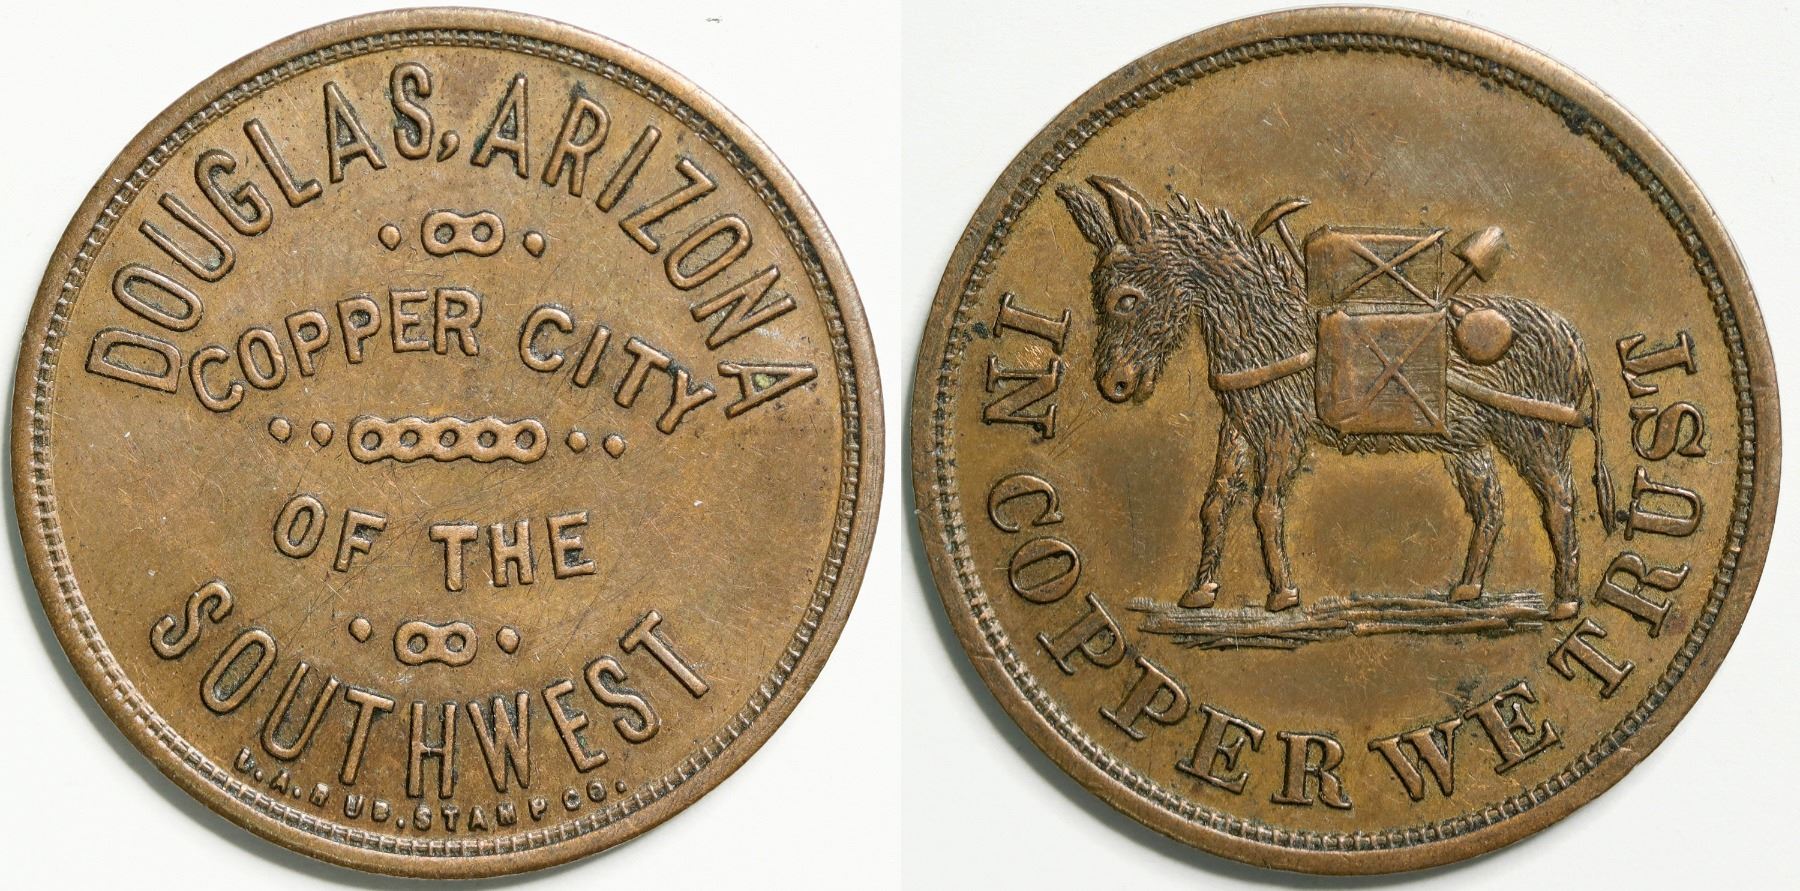 DOUGLAS, ARIZONA
COPPER CITY
OF THE
SOUTHWEST
L.A. RUB. STAMP CO.
IN COPPER WE TRUST